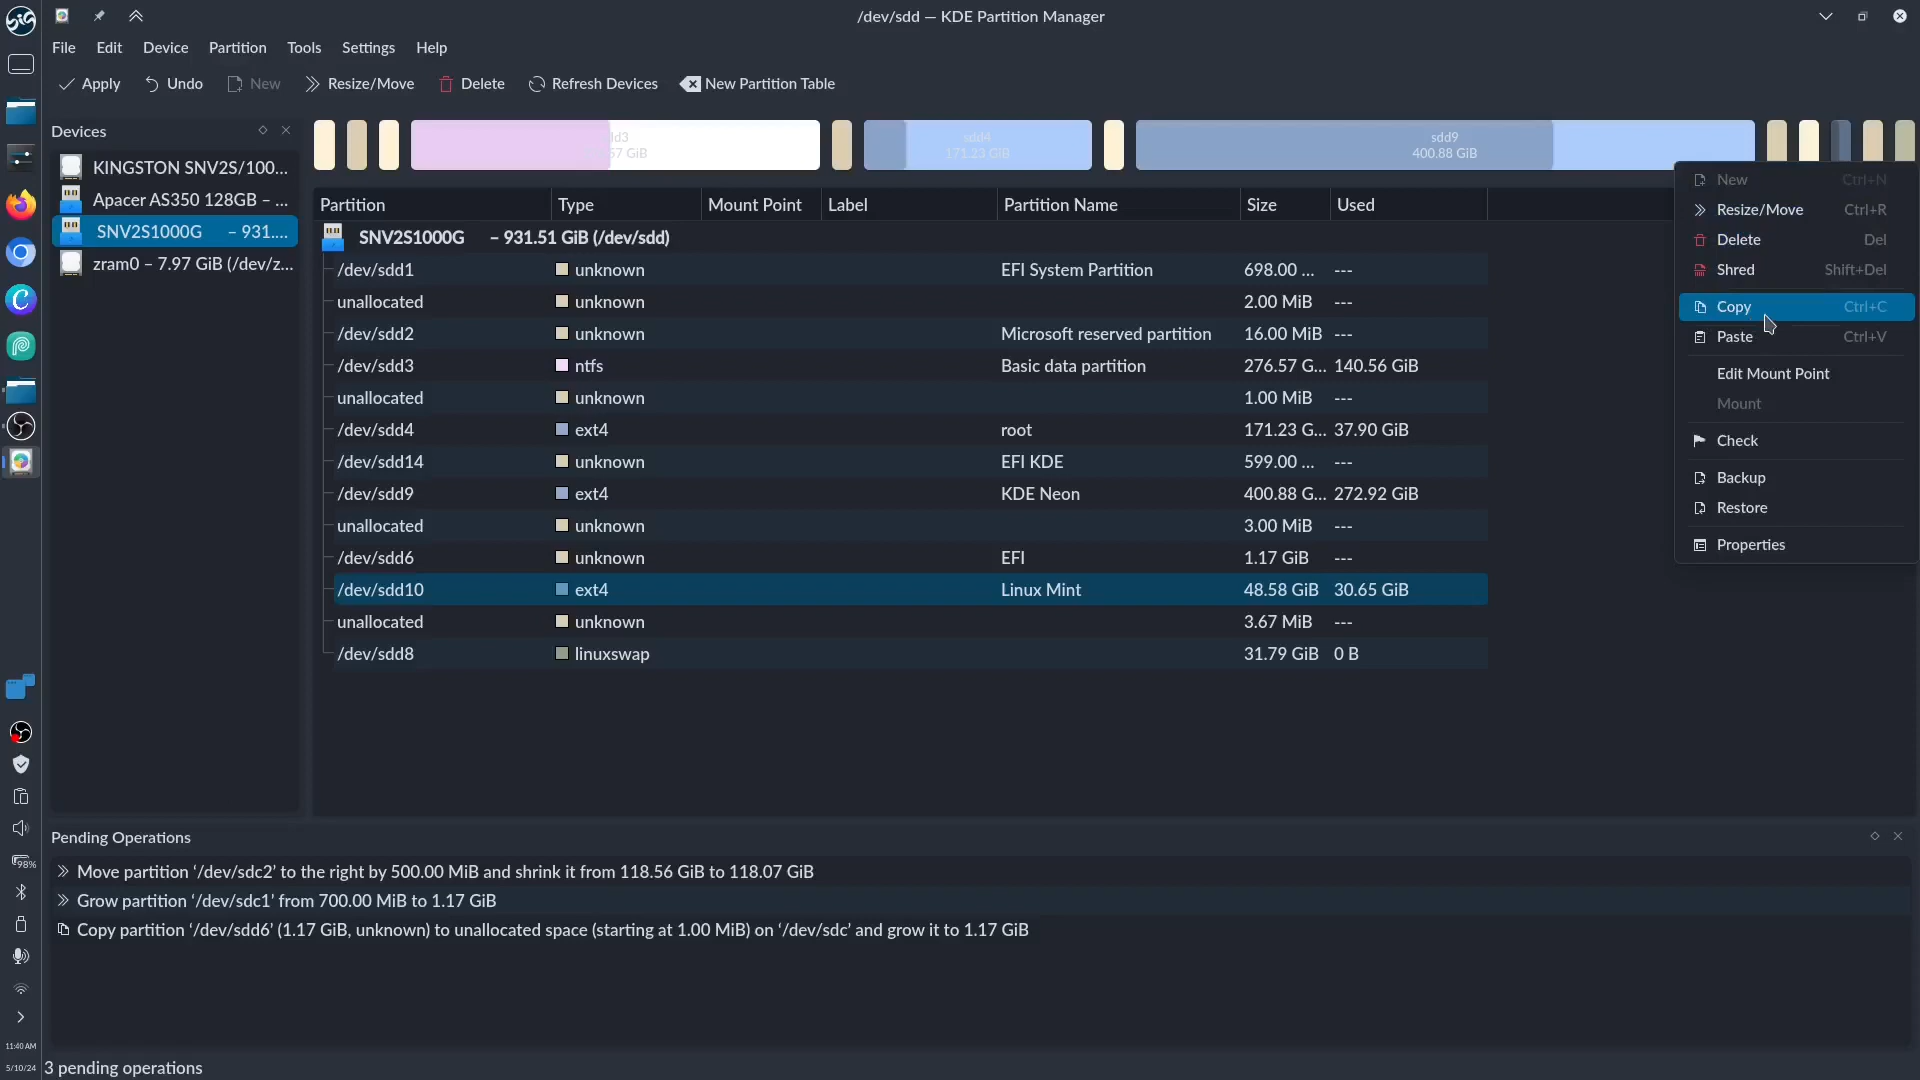 /dev/sdd — KDE Partition Manager
File Edit Device Partition Tools Settings Help
Apply Undo New Resize/Move Delete Refresh Devices New Partition Table
Devices
KINGSTON SNV2S/100...
Apacer AS350 128GB – ...
SNV2S1000G – 931....
zram0 – 7.97 GiB (/dev/z...
sdd4
171.23 GiB
sdd9
400.88 GiB
Partition Type Mount Point Label Partition Name Size Used
SNV2S1000G – 931.51 GiB (/dev/sdd)
/dev/sdd1 unknown EFI System Partition 698.00 ... ---
unallocated unknown 2.00 MiB ---
/dev/sdd2 unknown Microsoft reserved partition 16.00 MiB ---
/dev/sdd3 ntfs Basic data partition 276.57 G... 140.56 GiB
unallocated unknown 1.00 MiB ---
/dev/sdd4 ext4 root 171.23 G... 37.90 GiB
/dev/sdd14 unknown EFI KDE 599.00 ... ---
/dev/sdd9 ext4 KDE Neon 400.88 G... 272.92 GiB
unallocated unknown 3.00 MiB ---
/dev/sdd6 unknown EFI 1.17 GiB ---
/dev/sdd10 ext4 Linux Mint 48.58 GiB 30.65 GiB
unallocated unknown 3.67 MiB ---
/dev/sdd8 linuxswap 31.79 GiB 0 B
New Ctrl+N
Resize/Move Ctrl+R
Delete Del
Shred Shift+Del
Copy Ctrl+C
Paste Ctrl+V
Edit Mount Point
Mount
Check
Backup
Restore
Properties
Pending Operations
Move partition ‘/dev/sdc2’ to the right by 500.00 MiB and shrink it from 118.56 GiB to 118.07 GiB
Grow partition ‘/dev/sdc1’ from 700.00 MiB to 1.17 GiB
Copy partition ‘/dev/sdd6’ (1.17 GiB, unknown) to unallocated space (starting at 1.00 MiB) on ‘/dev/sdc’ and grow it to 1.17 GiB
98%
11:40 AM
5/10/24
3 pending operations